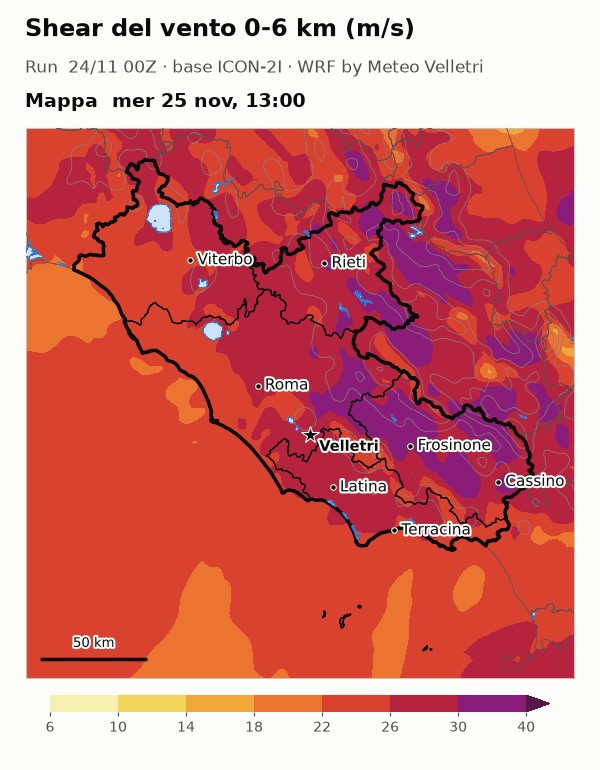 Shear del vento 0-6 km (m/s)
Run  24/11 00Z · base ICON-2I · WRF by Meteo Velletri
Mappa  mer 25 nov, 13:00
Viterbo
Rieti
Roma
Velletri
Frosinone
Latina
Cassino
Terracina
50 km
6 10 14 18 22 26 30 40